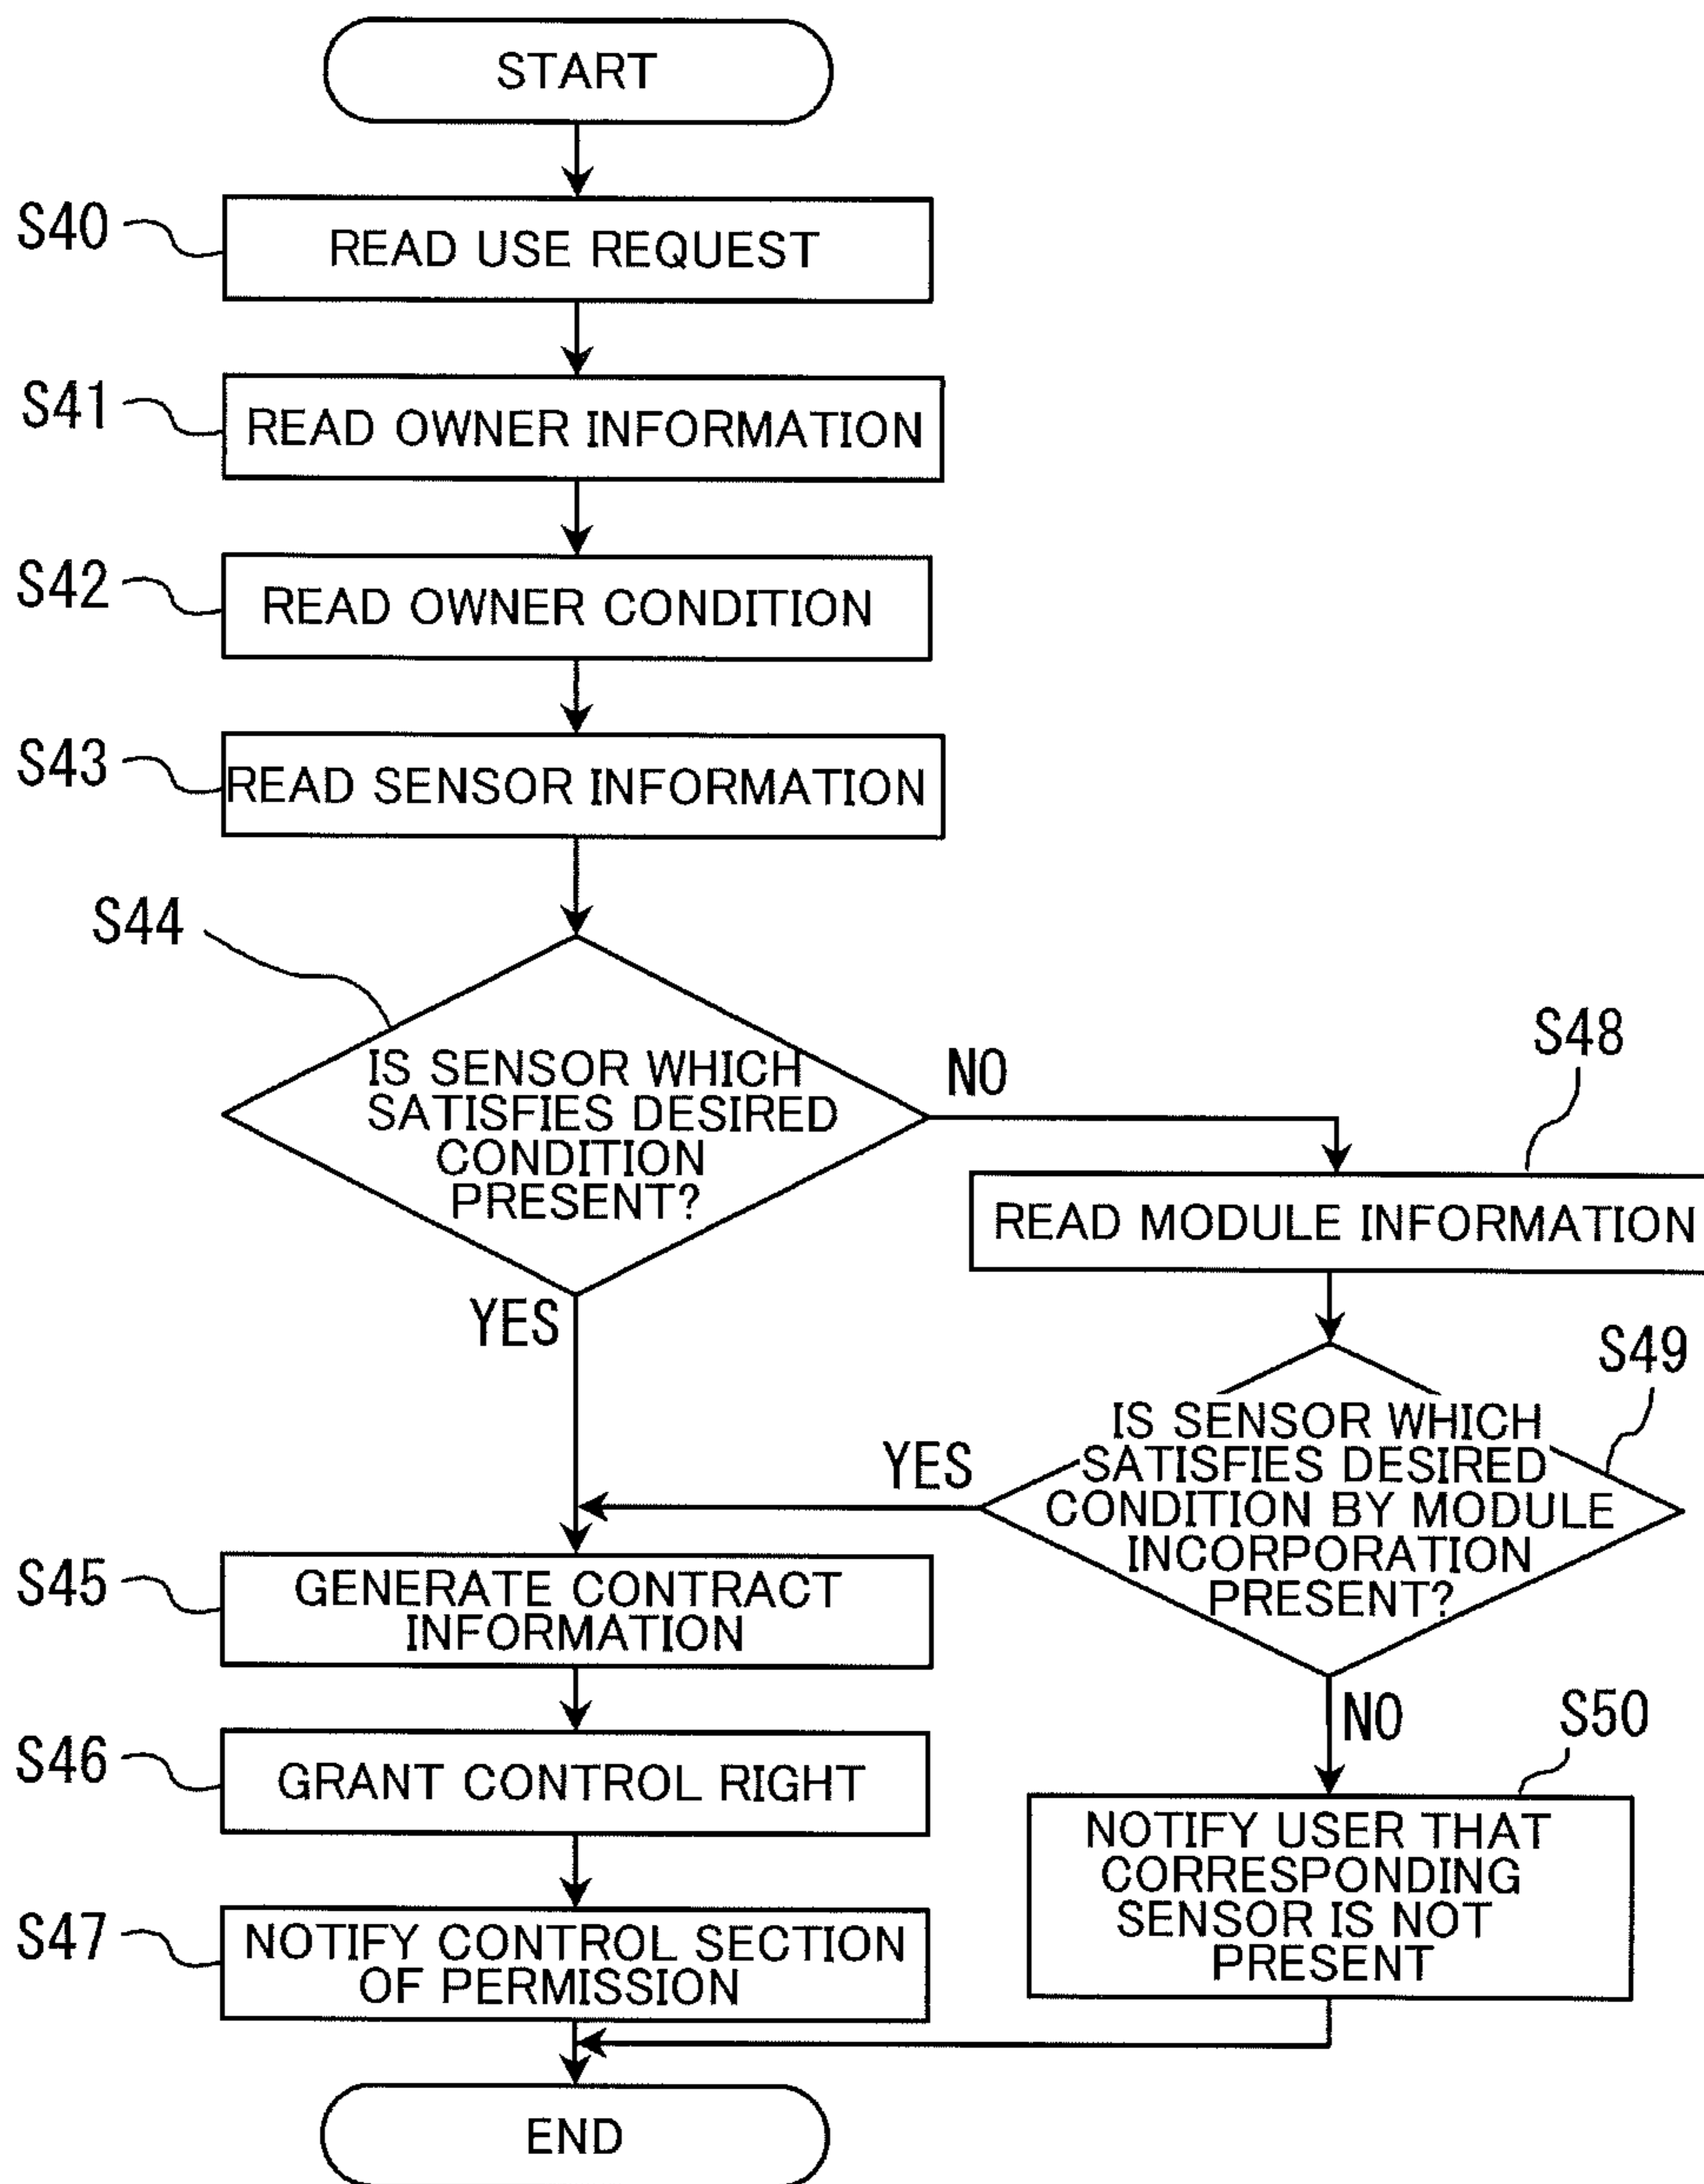 START
S40
READ USE REQUEST
S41
READ OWNER INFORMATION
S42
READ OWNER CONDITION
S43
READ SENSOR INFORMATION
S44
IS SENSOR WHICH
SATISFIES DESIRED
CONDITION
PRESENT?
NO
YES
S48
READ MODULE INFORMATION
S49
IS SENSOR WHICH
SATISFIES DESIRED
CONDITION BY MODULE
INCORPORATION
PRESENT?
YES
NO
S45
GENERATE CONTRACT
INFORMATION
S46
GRANT CONTROL RIGHT
S47
NOTIFY CONTROL SECTION
OF PERMISSION
S50
NOTIFY USER THAT
CORRESPONDING
SENSOR IS NOT
PRESENT
END